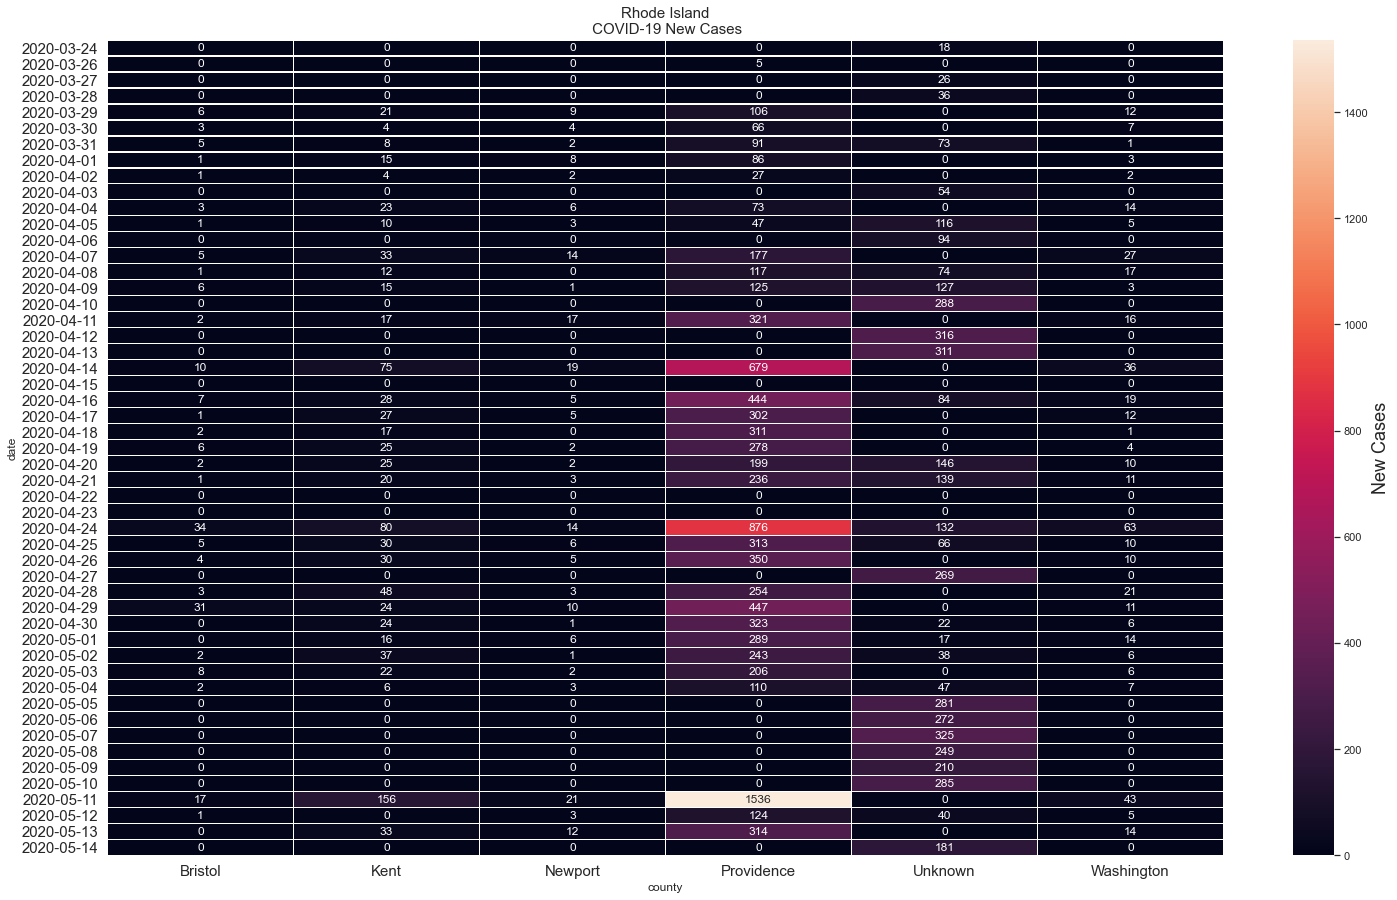 Rhode Island
COVID-19 New Cases
2020-03-24 0 0 0 0 18 0
2020-03-26 0 0 0 5 0 0
2020-03-27 0 0 0 0 26 0
2020-03-28 0 0 0 0 36 0
2020-03-29 6 21 9 106 0 12
2020-03-30 3 4 4 66 0 7
2020-03-31 5 8 2 91 73 1
2020-04-01 1 15 8 86 0 3
2020-04-02 1 4 2 27 0 2
2020-04-03 0 0 0 0 54 0
2020-04-04 3 23 6 73 0 14
2020-04-05 1 10 3 47 116 5
2020-04-06 0 0 0 0 94 0
2020-04-07 5 33 14 177 0 27
2020-04-08 1 12 0 117 74 17
2020-04-09 6 15 1 125 127 3
2020-04-10 0 0 0 0 288 0
2020-04-11 2 17 17 321 0 16
2020-04-12 0 0 0 0 316 0
2020-04-13 0 0 0 0 311 0
2020-04-14 10 75 19 679 0 36
2020-04-15 0 0 0 0 0 0
2020-04-16 7 28 5 444 84 19
2020-04-17 1 27 5 302 0 12
2020-04-18 2 17 0 311 0 1
2020-04-19 6 25 2 278 0 4
2020-04-20 2 25 2 199 146 10
2020-04-21 1 20 3 236 139 11
2020-04-22 0 0 0 0 0 0
2020-04-23 0 0 0 0 0 0
2020-04-24 34 80 14 876 132 63
2020-04-25 5 30 6 313 66 10
2020-04-26 4 30 5 350 0 10
2020-04-27 0 0 0 0 269 0
2020-04-28 3 48 3 254 0 21
2020-04-29 31 24 10 447 0 11
2020-04-30 0 24 1 323 22 6
2020-05-01 0 16 6 289 17 14
2020-05-02 2 37 1 243 38 6
2020-05-03 8 22 2 206 0 6
2020-05-04 2 6 3 110 47 7
2020-05-05 0 0 0 0 281 0
2020-05-06 0 0 0 0 272 0
2020-05-07 0 0 0 0 325 0
2020-05-08 0 0 0 0 249 0
2020-05-09 0 0 0 0 210 0
2020-05-10 0 0 0 0 285 0
2020-05-11 17 156 21 1536 0 43
2020-05-12 1 0 3 124 40 5
2020-05-13 0 33 12 314 0 14
2020-05-14 0 0 0 0 181 0
Bristol Kent Newport Providence Unknown Washington
county
date
1400
1200
1000
800
600
400
200
0
New Cases